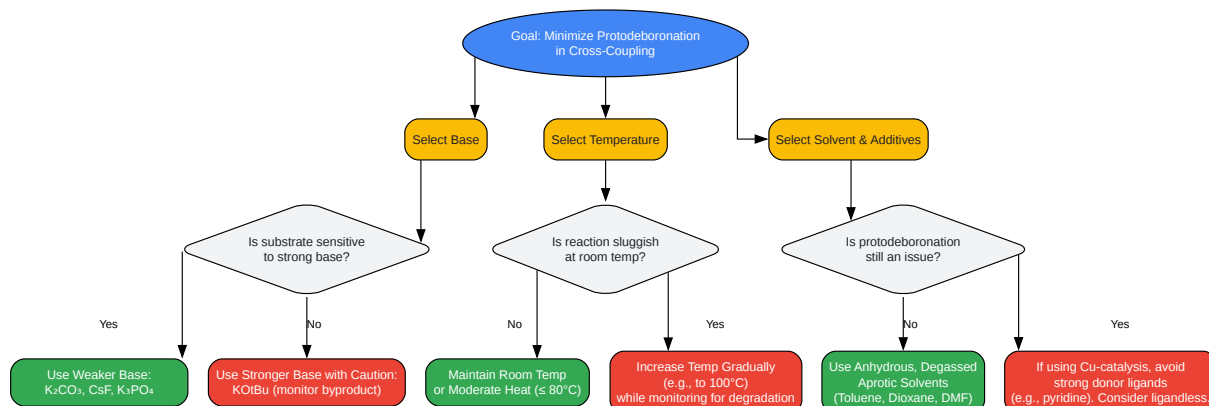 Goal: Minimize Protodeboronation
in Cross-Coupling
Select Base
Select Temperature
Select Solvent & Additives
Is substrate sensitive
to strong base?
Is reaction sluggish
at room temp?
Is protodeboronation
still an issue?
Yes
No
No
Yes
No
Yes
Use Weaker Base:
K₂CO₃, CsF, K₃PO₄
Use Stronger Base with Caution:
KOtBu (monitor byproduct)
Maintain Room Temp
or Moderate Heat (≤ 80°C)
Increase Temp Gradually
(e.g., to 100°C)
while monitoring for degradation
Use Anhydrous, Degassed
Aprotic Solvents
(Toluene, Dioxane, DMF)
If using Cu-catalysis, avoid
strong donor ligands
(e.g., pyridine). Consider ligandless.